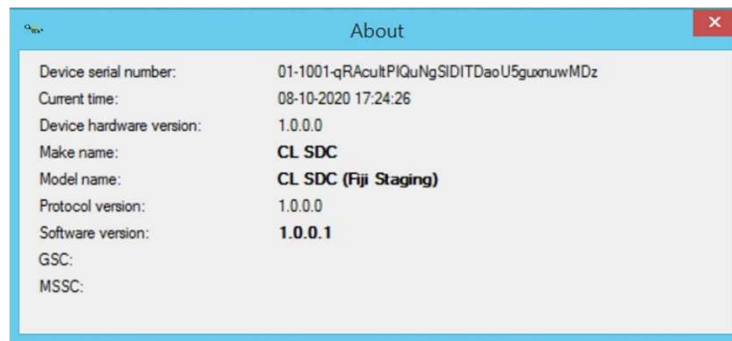 About
Device serial number: 01-1001-qRAcultPIQuNgSIDITDaoU5guxnuwMDz
Current time: 08-10-2020 17:24:26
Device hardware version: 1.0.0.0
Make name: CL SDC
Model name: CL SDC (Fiji Staging)
Protocol version: 1.0.0.0
Software version: 1.0.0.1
GSC:
MSSC: